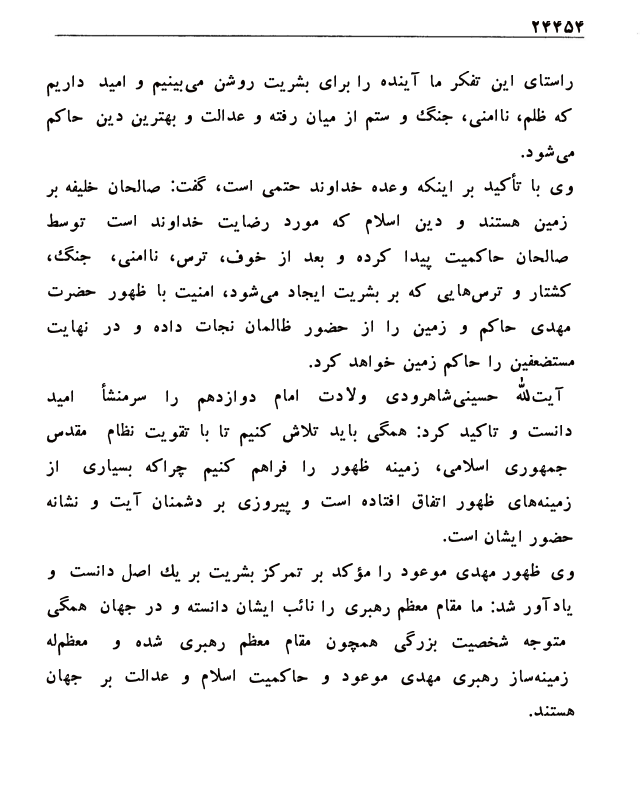 ۲۴۴۵۴
راستای این تفکر ما آینده را برای بشریت روشن می‌بینیم و امید داریم
که ظلم، ناامنی، جنگ و ستم از میان رفته و عدالت و بهترین دین حاکم
می‌شود.
وی با تأکید بر اینکه وعده خداوند حتمی است، گفت: صالحان خلیفه بر
زمین هستند و دین اسلام که مورد رضایت خداوند است توسط
صالحان حاکمیت پیدا کرده و بعد از خوف، ترس، ناامنی، جنگ،
کشتار و ترس‌هایی که بر بشریت ایجاد می‌شود، امنیت با ظهور حضرت
مهدی حاکم و زمین را از حضور ظالمان نجات داده و در نهایت
مستضعفین را حاکم زمین خواهد کرد.
آیت‌الله حسینی‌شاهرودی ولادت امام دوازدهم را سرمنشأ امید
دانست و تاکید کرد: همگی باید تلاش کنیم تا با تقویت نظام مقدس
جمهوری اسلامی، زمینه ظهور را فراهم کنیم چراکه بسیاری از
زمینه‌های ظهور اتفاق افتاده است و پیروزی بر دشمنان آیت و نشانه
حضور ایشان است.
وی ظهور مهدی موعود را مؤکد بر تمرکز بشریت بر یك اصل دانست و
یادآور شد: ما مقام معظم رهبری را نائب ایشان دانسته و در جهان همگی
متوجه شخصیت بزرگی همچون مقام معظم رهبری شده و معظم‌له
زمینه‌ساز رهبری مهدی موعود و حاکمیت اسلام و عدالت بر جهان
هستند.